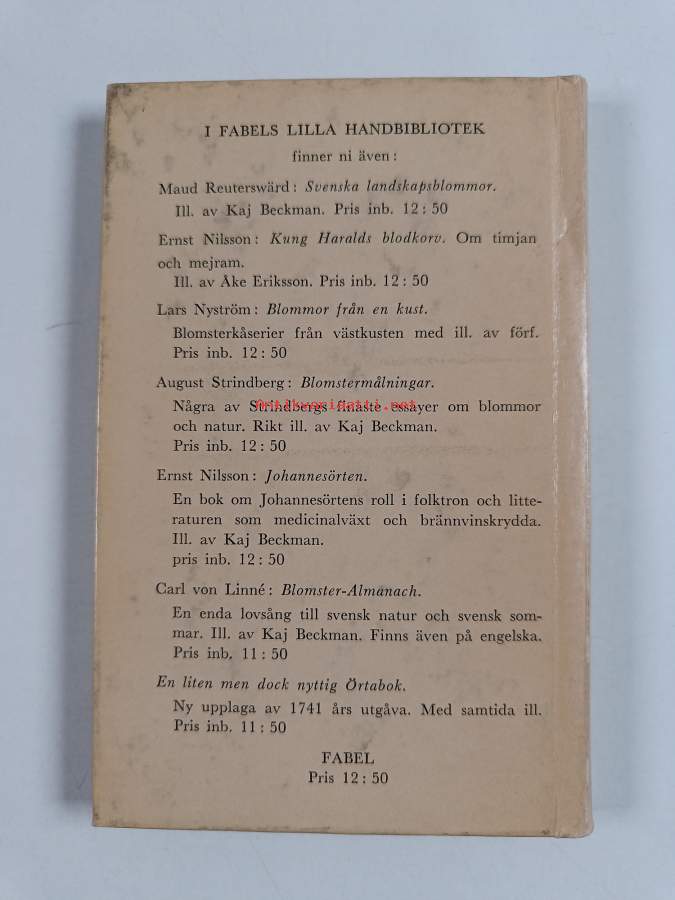 I FABELS LILLA HANDBIBLIOTEK
finner ni även:
Maud Reuterswärd: Svenska landskapsblommor.
Ill. av Kaj Beckman. Pris inb. 12:50
Ernst Nilsson: Kung Haralds blodkorv. Om timjan
och mejram.
Ill. av Åke Eriksson. Pris inb. 12:50
Lars Nyström: Blommor från en kust.
Blomsterkåserier från västkusten med ill. av förf.
Pris inb. 12:50
August Strindberg: Blomstermålningar.
Några av Strindbergs finaste essayer om blommor
Antikvariaatti.net
och natur. Rikt ill. av Kaj Beckman.
Pris inb. 12:50
Ernst Nilsson: Johannesörten.
En bok om Johannesörtens roll i folktron och litte-
raturen som medicinalväxt och brännvinskrydda.
Ill. av Kaj Beckman.
pris inb. 12:50
Carl von Linné: Blomster-Almanach.
En enda lovsång till svensk natur och svensk som-
mar. Ill. av Kaj Beckman. Finns även på engelska.
Pris inb. 11:50
En liten men dock nyttig Örtabok.
Ny upplaga av 1741 års utgåva. Med samtida ill.
Pris inb. 11:50
FABEL
Pris 12:50